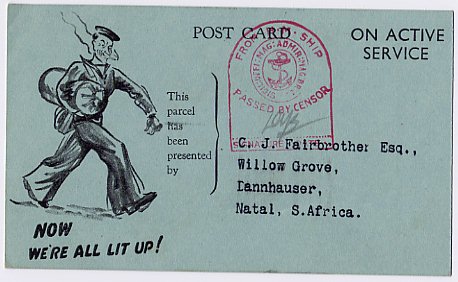 POST CARD
ON ACTIVE
SERVICE
FROM H.M. SHIP
PASSED BY CENSOR
This
parcel
has
been
presented
by
C. J. Fairbrother Esq.,
Willow Grove,
Dannhauser,
Natal, S.Africa.
NOW
WE'RE ALL LIT UP!